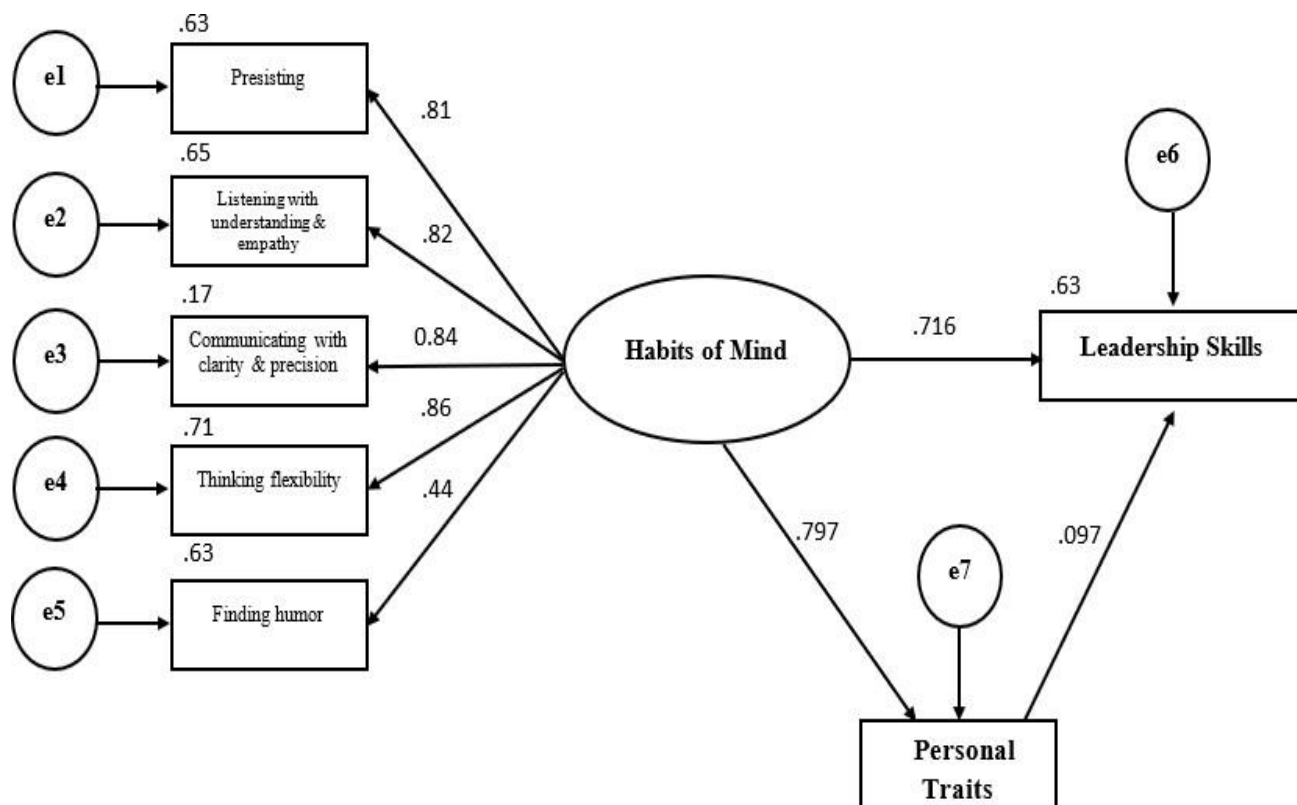 .63
e1
Presisting
.81
.65
e2
Listening with
understanding &
empathy
.82
.17
e3
Communicating with
clarity & precision
0.84
.71
e4
Thinking flexibility
.86
.63
e5
Finding humor
.44
Habits of Mind
.716
e6
.63
Leadership Skills
.797
e7
.097
Personal
Traits